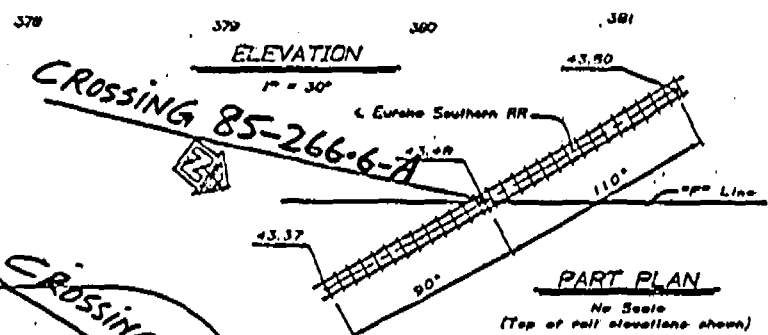 378 379 380 381
ELEVATION
1" = 30'
43.50
CROSSING 85-266.6-A
℄ Eureka Southern RR
43.48
N
110'
"P" Line
43.37
90'
CROSSING
PART PLAN
No Scale
(Top of rail elevations shown)